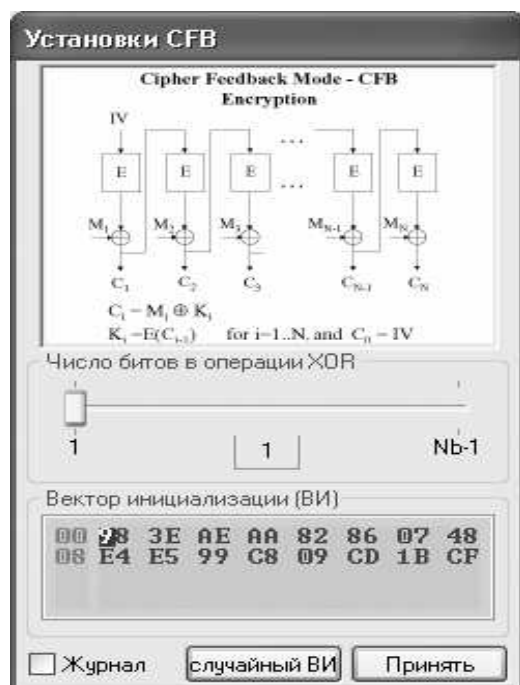 Установки CFB
Cipher Feedback Mode - CFB
Encryption
IV
...
E E E ... E E
M₁ M₂ M₃ Mₙ₋₁ Mₙ
C₁ C₂ C₃ Cₙ₋₁ Cₙ
Cᵢ = Mᵢ ⊕ Kᵢ
Kᵢ = E(Cᵢ₋₁) for i=1..N, and C₀ = IV
Число битов в операции XOR
1 1 Nb-1
Вектор инициализации (ВИ)
00 98 3E AE AA 82 86 07 48
08 E4 E5 99 C8 09 CD 1B CF
Журнал случайный ВИ Принять